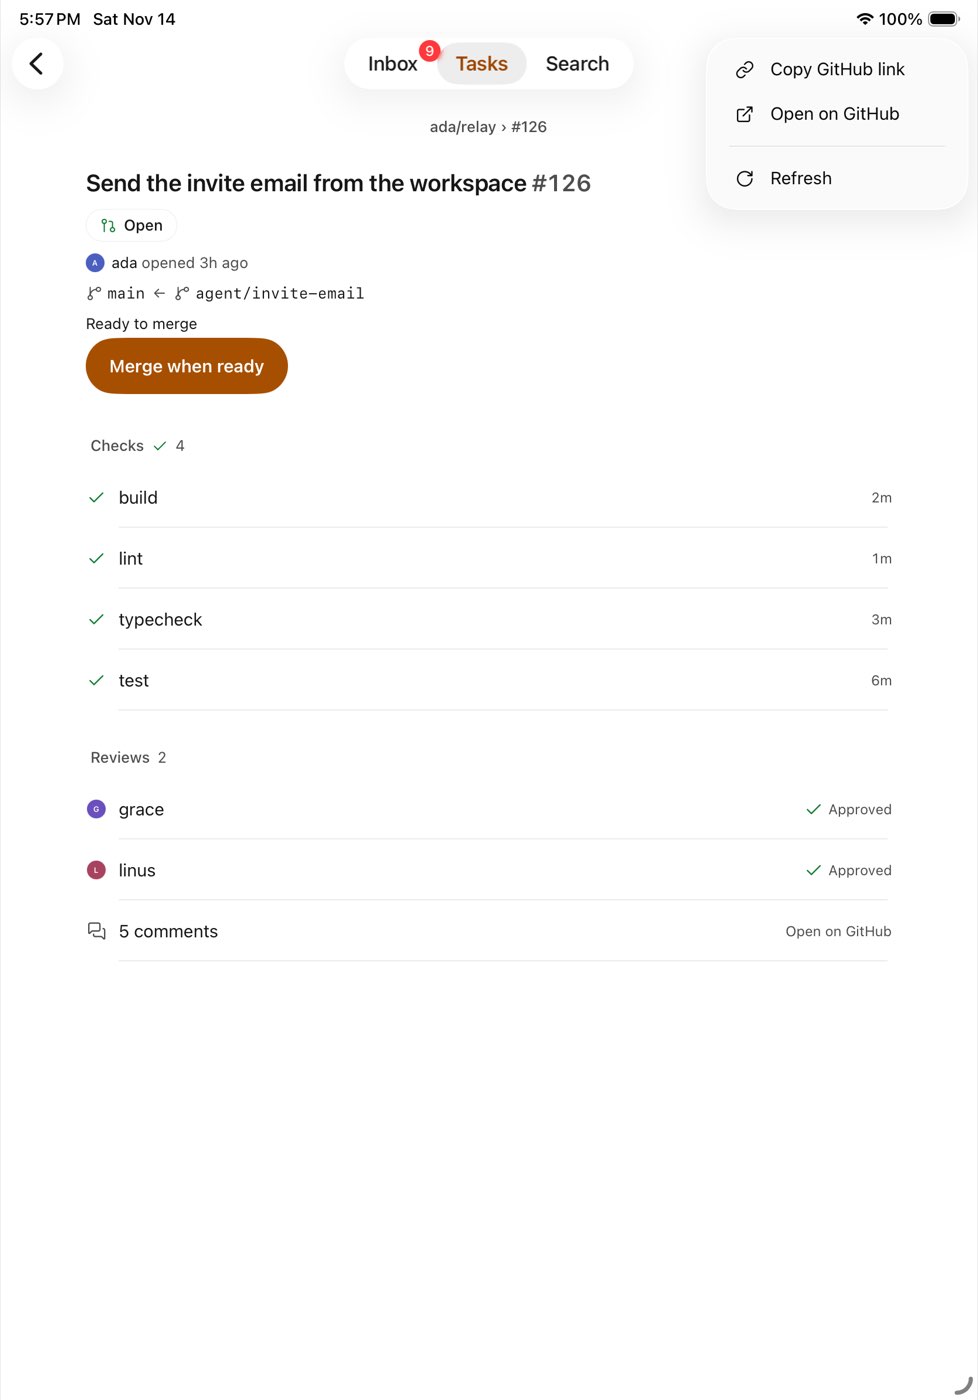 5:57 PM Sat Nov 14
100%
Inbox 9 Tasks Search
Copy GitHub link
Open on GitHub
Refresh
ada/relay › #126
Send the invite email from the workspace #126
Open
A ada opened 3h ago
main ← agent/invite-email
Ready to merge
Merge when ready
Checks 4
build 2m
lint 1m
typecheck 3m
test 6m
Reviews 2
G grace Approved
L linus Approved
5 comments Open on GitHub